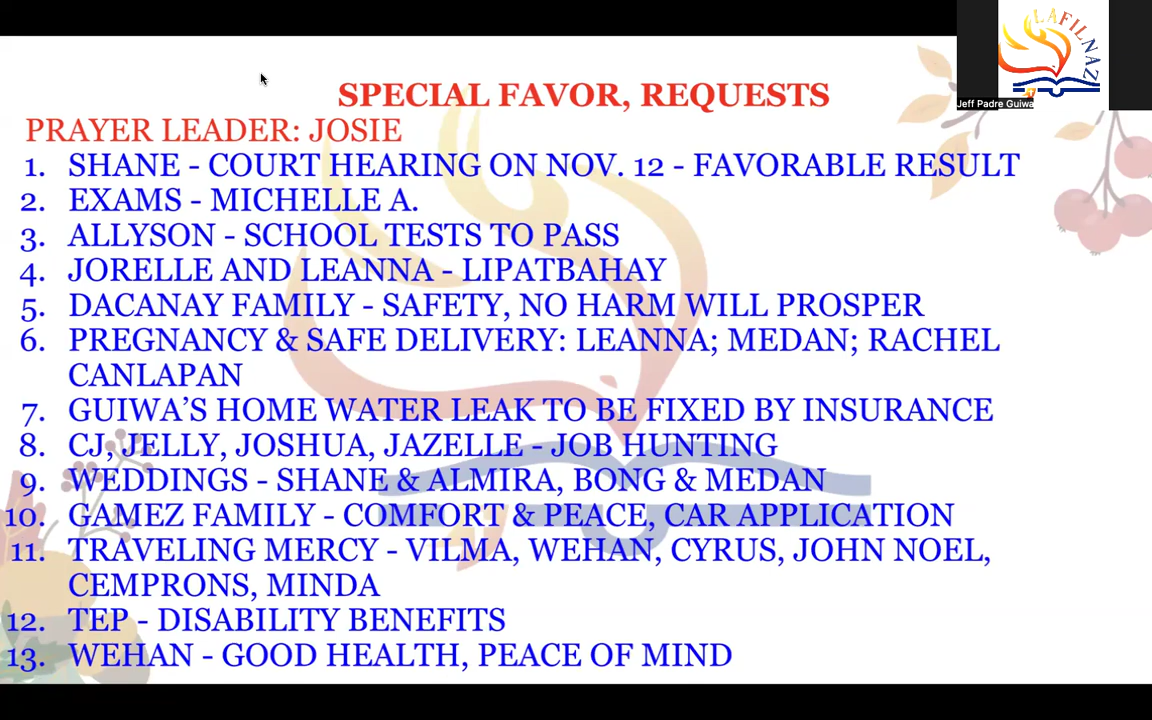 LAFILNAZ
Jeff Padre Guiwa
SPECIAL FAVOR, REQUESTS
PRAYER LEADER: JOSIE
1. SHANE - COURT HEARING ON NOV. 12 - FAVORABLE RESULT
2. EXAMS - MICHELLE A.
3. ALLYSON - SCHOOL TESTS TO PASS
4. JORELLE AND LEANNA - LIPATBAHAY
5. DACANAY FAMILY - SAFETY, NO HARM WILL PROSPER
6. PREGNANCY & SAFE DELIVERY: LEANNA; MEDAN; RACHEL
CANLAPAN
7. GUIWA’S HOME WATER LEAK TO BE FIXED BY INSURANCE
8. CJ, JELLY, JOSHUA, JAZELLE - JOB HUNTING
9. WEDDINGS - SHANE & ALMIRA, BONG & MEDAN
10. GAMEZ FAMILY - COMFORT & PEACE, CAR APPLICATION
11. TRAVELING MERCY - VILMA, WEHAN, CYRUS, JOHN NOEL,
CEMPRONS, MINDA
12. TEP - DISABILITY BENEFITS
13. WEHAN - GOOD HEALTH, PEACE OF MIND